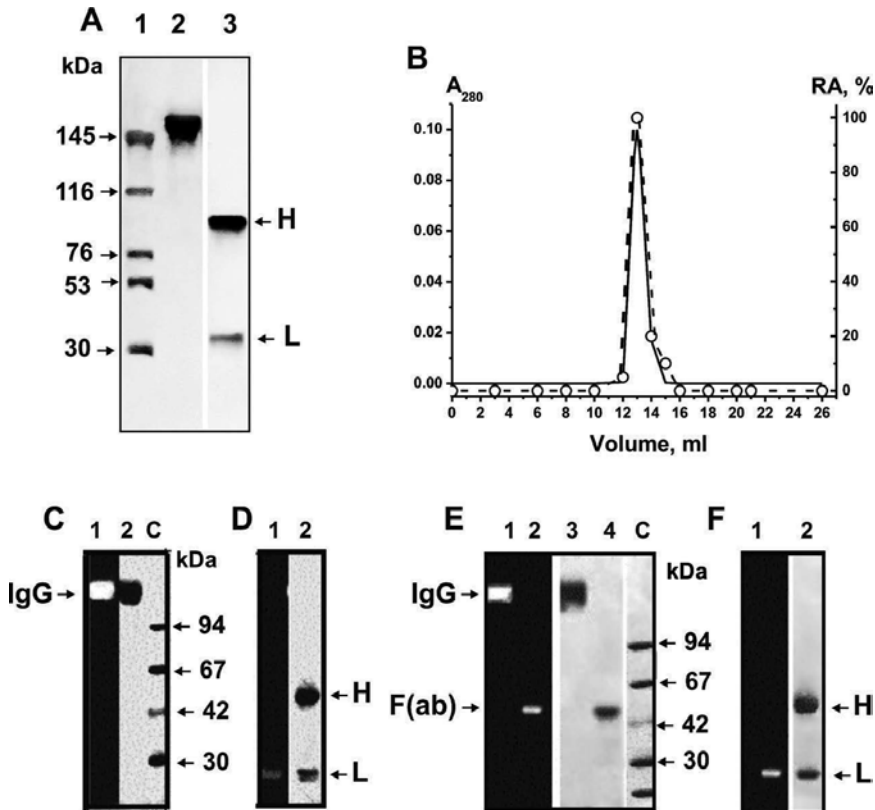 A
1 2 3
kDa
145
116
76
53
30
H
L
B
A280
RA, %
0.10
0.08
0.06
0.04
0.02
0.00
100
80
60
40
20
0
0 2 4 6 8 10 12 14 16 18 20 22 24 26
Volume, ml
C
1 2 C
kDa
IgG
94
67
42
30
D
1 2
H
L
E
1 2 3 4 C
kDa
IgG
F(ab)
94
67
42
30
F
1 2
H
L